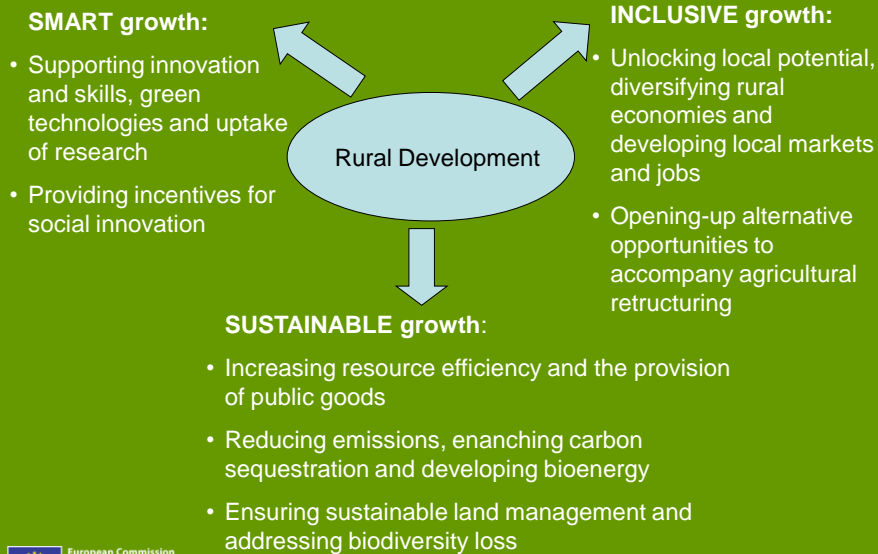 SMART growth:
• Supporting innovation
and skills, green
technologies and uptake
of research
• Providing incentives for
social innovation
Rural Development
INCLUSIVE growth:
• Unlocking local potential,
diversifying rural
economies and
developing local markets
and jobs
• Opening-up alternative
opportunities to
accompany agricultural
retructuring
SUSTAINABLE growth:
• Increasing resource efficiency and the provision
of public goods
• Reducing emissions, enanching carbon
sequestration and developing bioenergy
• Ensuring sustainable land management and
addressing biodiversity loss
European Commission